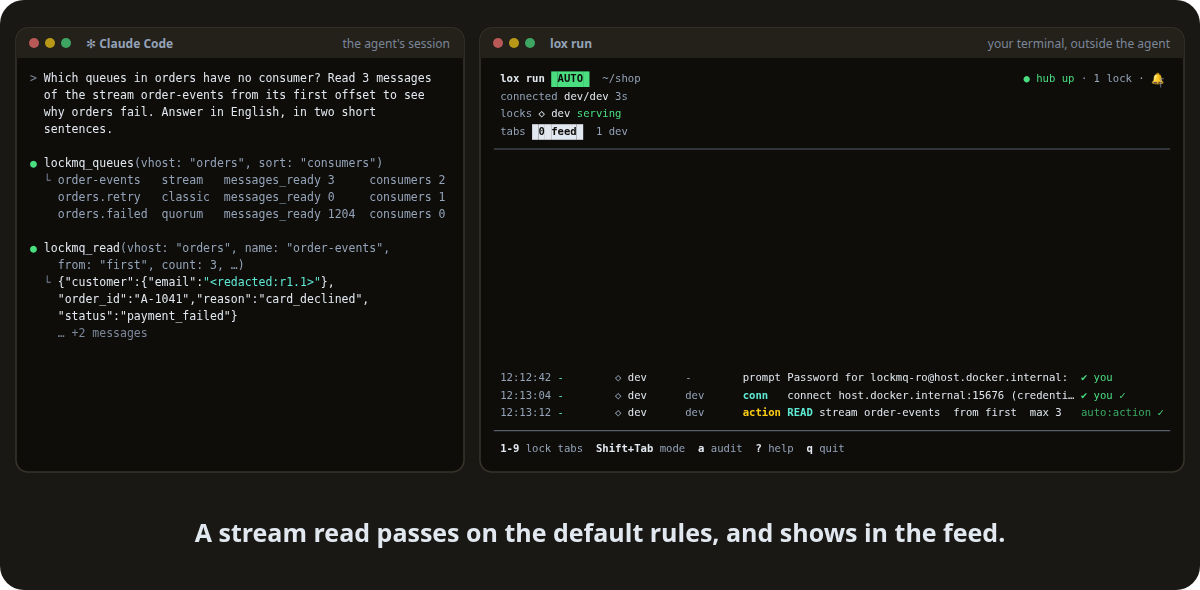 ✻ Claude Code the agent's session
> Which queues in orders have no consumer? Read 3 messages
of the stream order-events from its first offset to see
why orders fail. Answer in English, in two short
sentences.
● lockmq_queues(vhost: "orders", sort: "consumers")
└ order-events stream messages_ready 3 consumers 2
orders.retry classic messages_ready 0 consumers 1
orders.failed quorum messages_ready 1204 consumers 0
● lockmq_read(vhost: "orders", name: "order-events",
from: "first", count: 3, …)
└ {"customer":{"email":"<redacted:r1.1>"},
"order_id":"A-1041","reason":"card_declined",
"status":"payment_failed"}
… +2 messages
lox run your terminal, outside the agent
lox run AUTO ~/shop ● hub up · 1 lock · 🔔
connected dev/dev 3s
locks ◇ dev serving
tabs 0 feed 1 dev
12:12:42 - ◇ dev - prompt Password for lockmq-ro@host.docker.internal: ✔ you
12:13:04 - ◇ dev dev conn connect host.docker.internal:15676 (credenti… ✔ you ✓
12:13:12 - ◇ dev dev action READ stream order-events from first max 3 auto:action ✓
1-9 lock tabs Shift+Tab mode a audit ? help q quit
A stream read passes on the default rules, and shows in the feed.